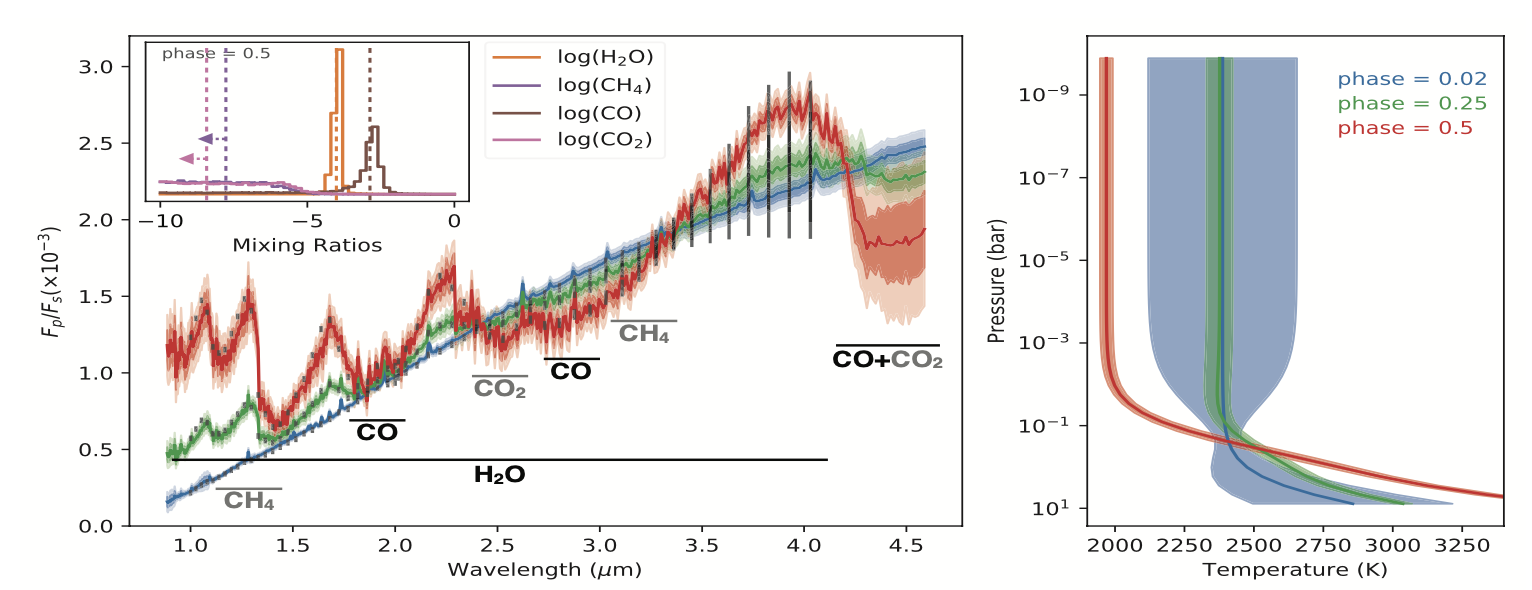 phase = 0.5
−10
−5
0
Mixing Ratios
log(H₂O)
log(CH₄)
log(CO)
log(CO₂)
3.0
2.5
2.0
1.5
1.0
0.5
0.0
Fₚ/Fₛ(×10⁻³)
CH₄
CO₂
CO
CO+CO₂
CO
H₂O
CH₄
1.0
1.5
2.0
2.5
3.0
3.5
4.0
4.5
Wavelength (μm)
phase = 0.02
phase = 0.25
phase = 0.5
10⁻⁹
10⁻⁷
10⁻⁵
10⁻³
10⁻¹
10¹
Pressure (bar)
2000
2250
2500
2750
3000
3250
Temperature (K)